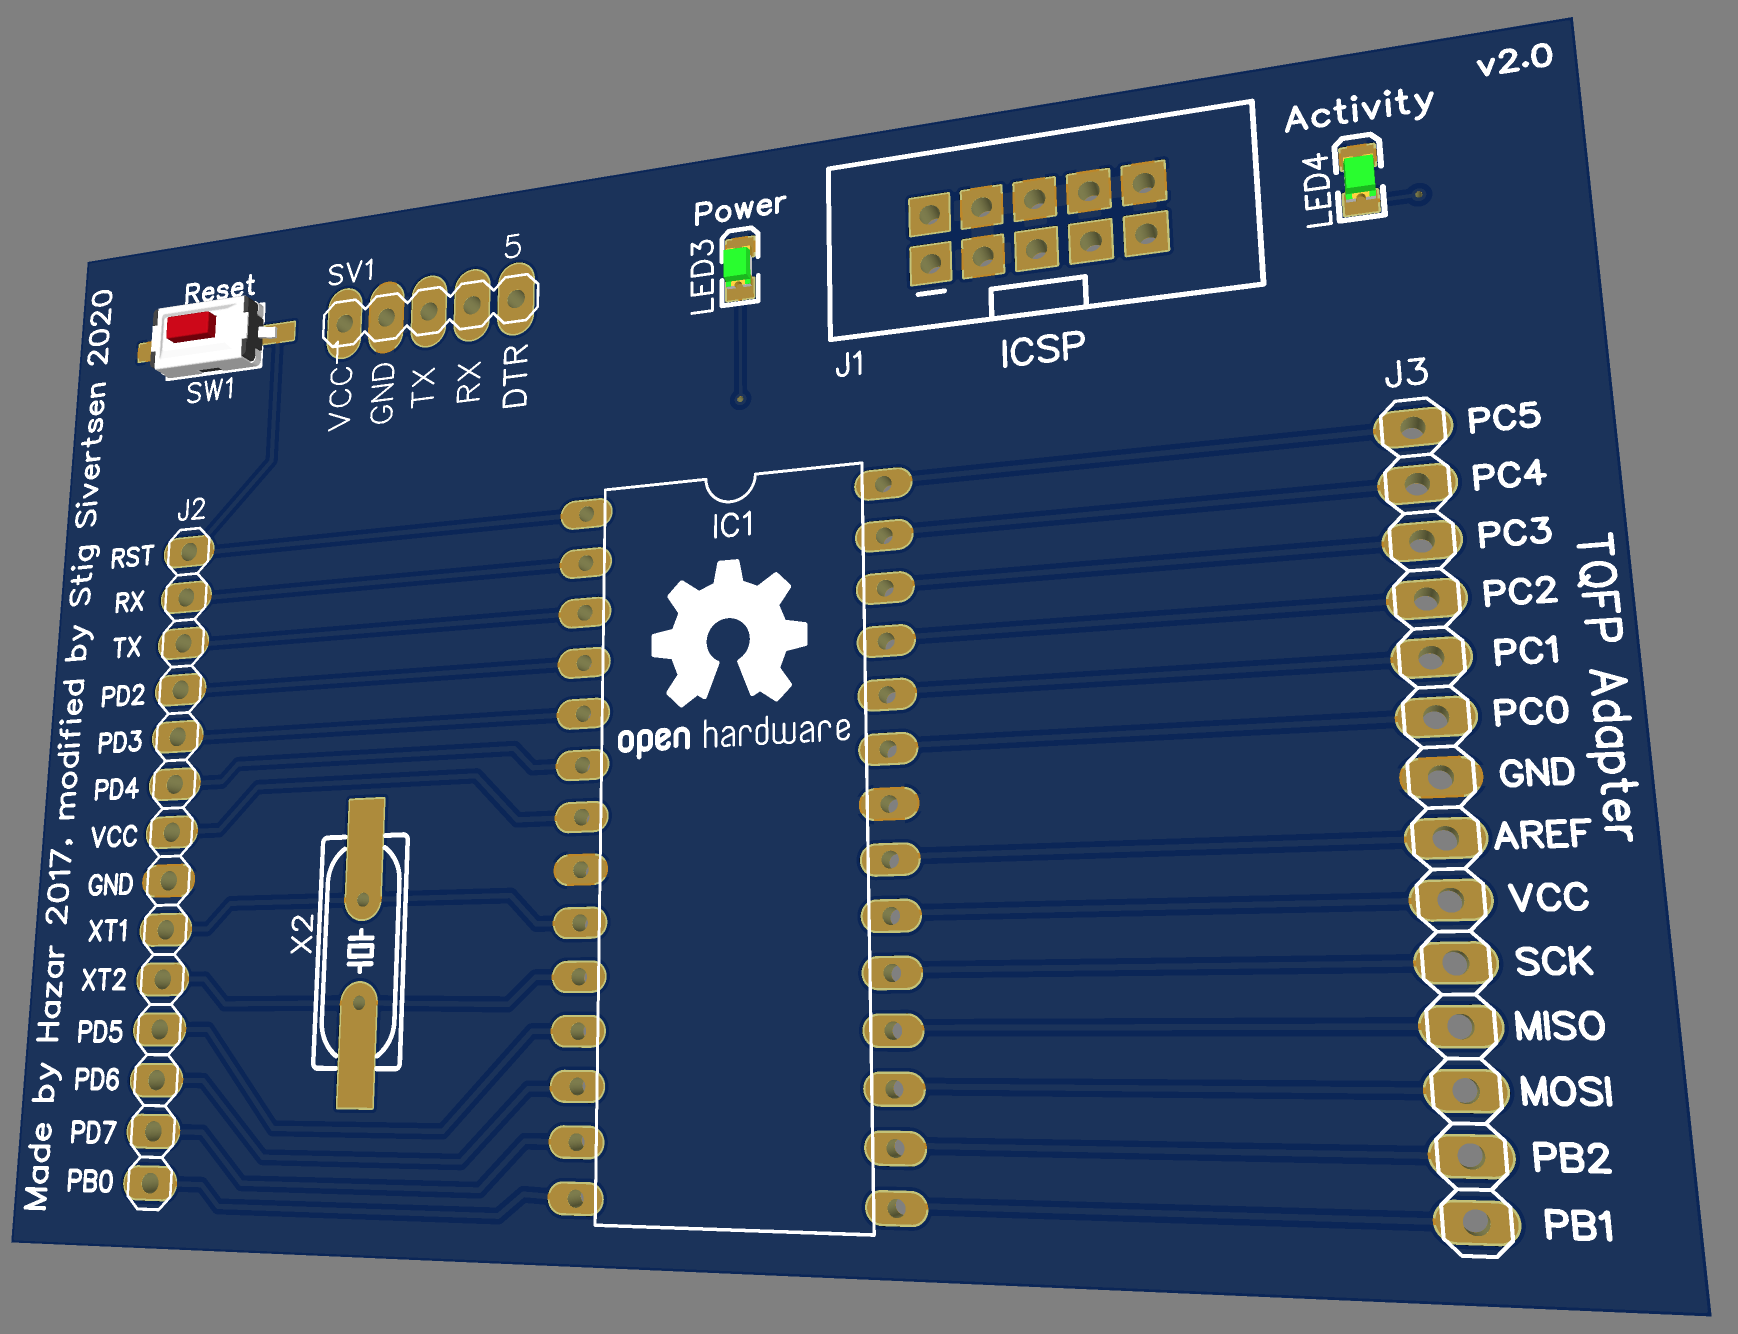 v2.0
Activity
LED4
Power
LED3
Reset
SW1
SV1
5
VCC-1
GND
TX
RX
DTR
J1
ICSP
Made by Hazar 2017, modified by Stig Sivertsen 2020
J2
RST
RX
TX
PD2
PD3
PD4
VCC
GND
XT1
XT2
PD5
PD6
PD7
PB0
X2
IC1
open hardware
J3
PC5
PC4
PC3
PC2
PC1
PC0
GND
AREF
VCC
SCK
MISO
MOSI
PB2
PB1
TQFP Adapter